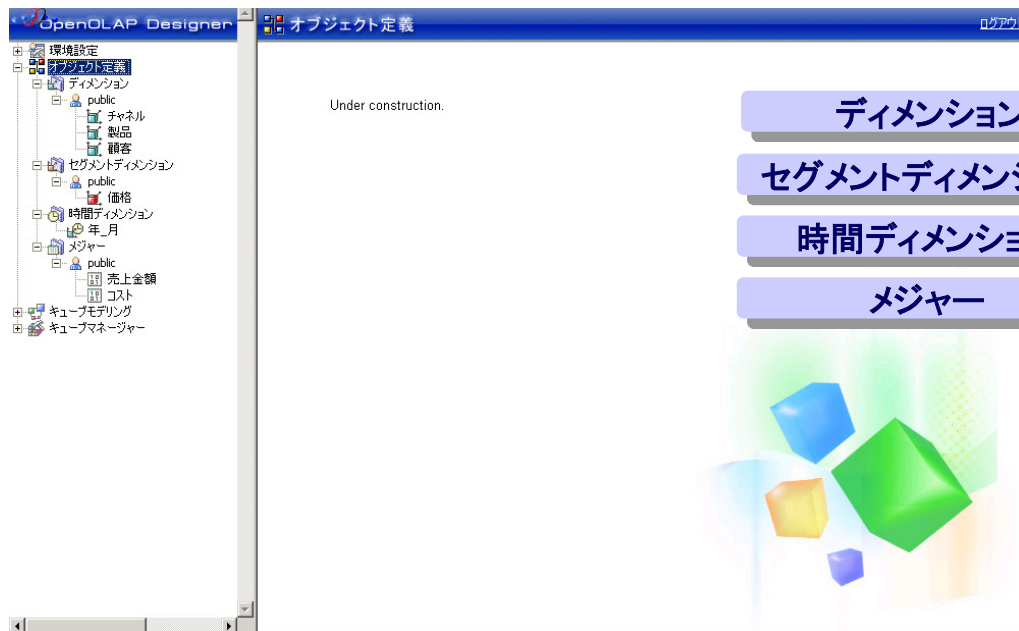 OpenOLAP Designer
オブジェクト定義
ログアウ
環境設定
オブジェクト定義
ディメンション
public
チャネル
製品
顧客
セグメントディメンション
public
価格
時間ディメンション
年_月
メジャー
public
売上金額
コスト
キューブモデリング
キューブマネージャー
Under construction.
ディメンション
セグメントディメンシ
時間ディメンショ
メジャー